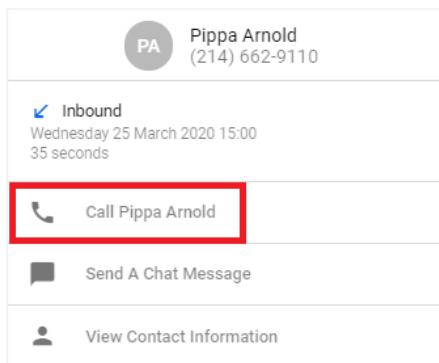 PA
Pippa Arnold
(214) 662-9110
Inbound
Wednesday 25 March 2020 15:00
35 seconds
Call Pippa Arnold
Send A Chat Message
View Contact Information